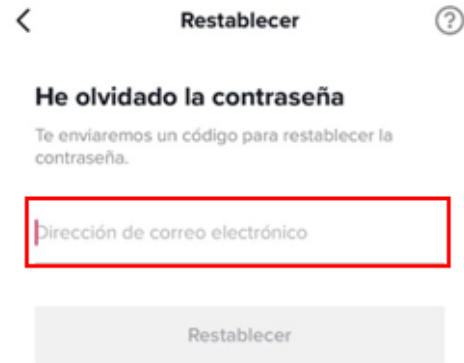 Restablecer
He olvidado la contraseña
Te enviaremos un código para restablecer la
contraseña.
Dirección de correo electrónico
Restablecer